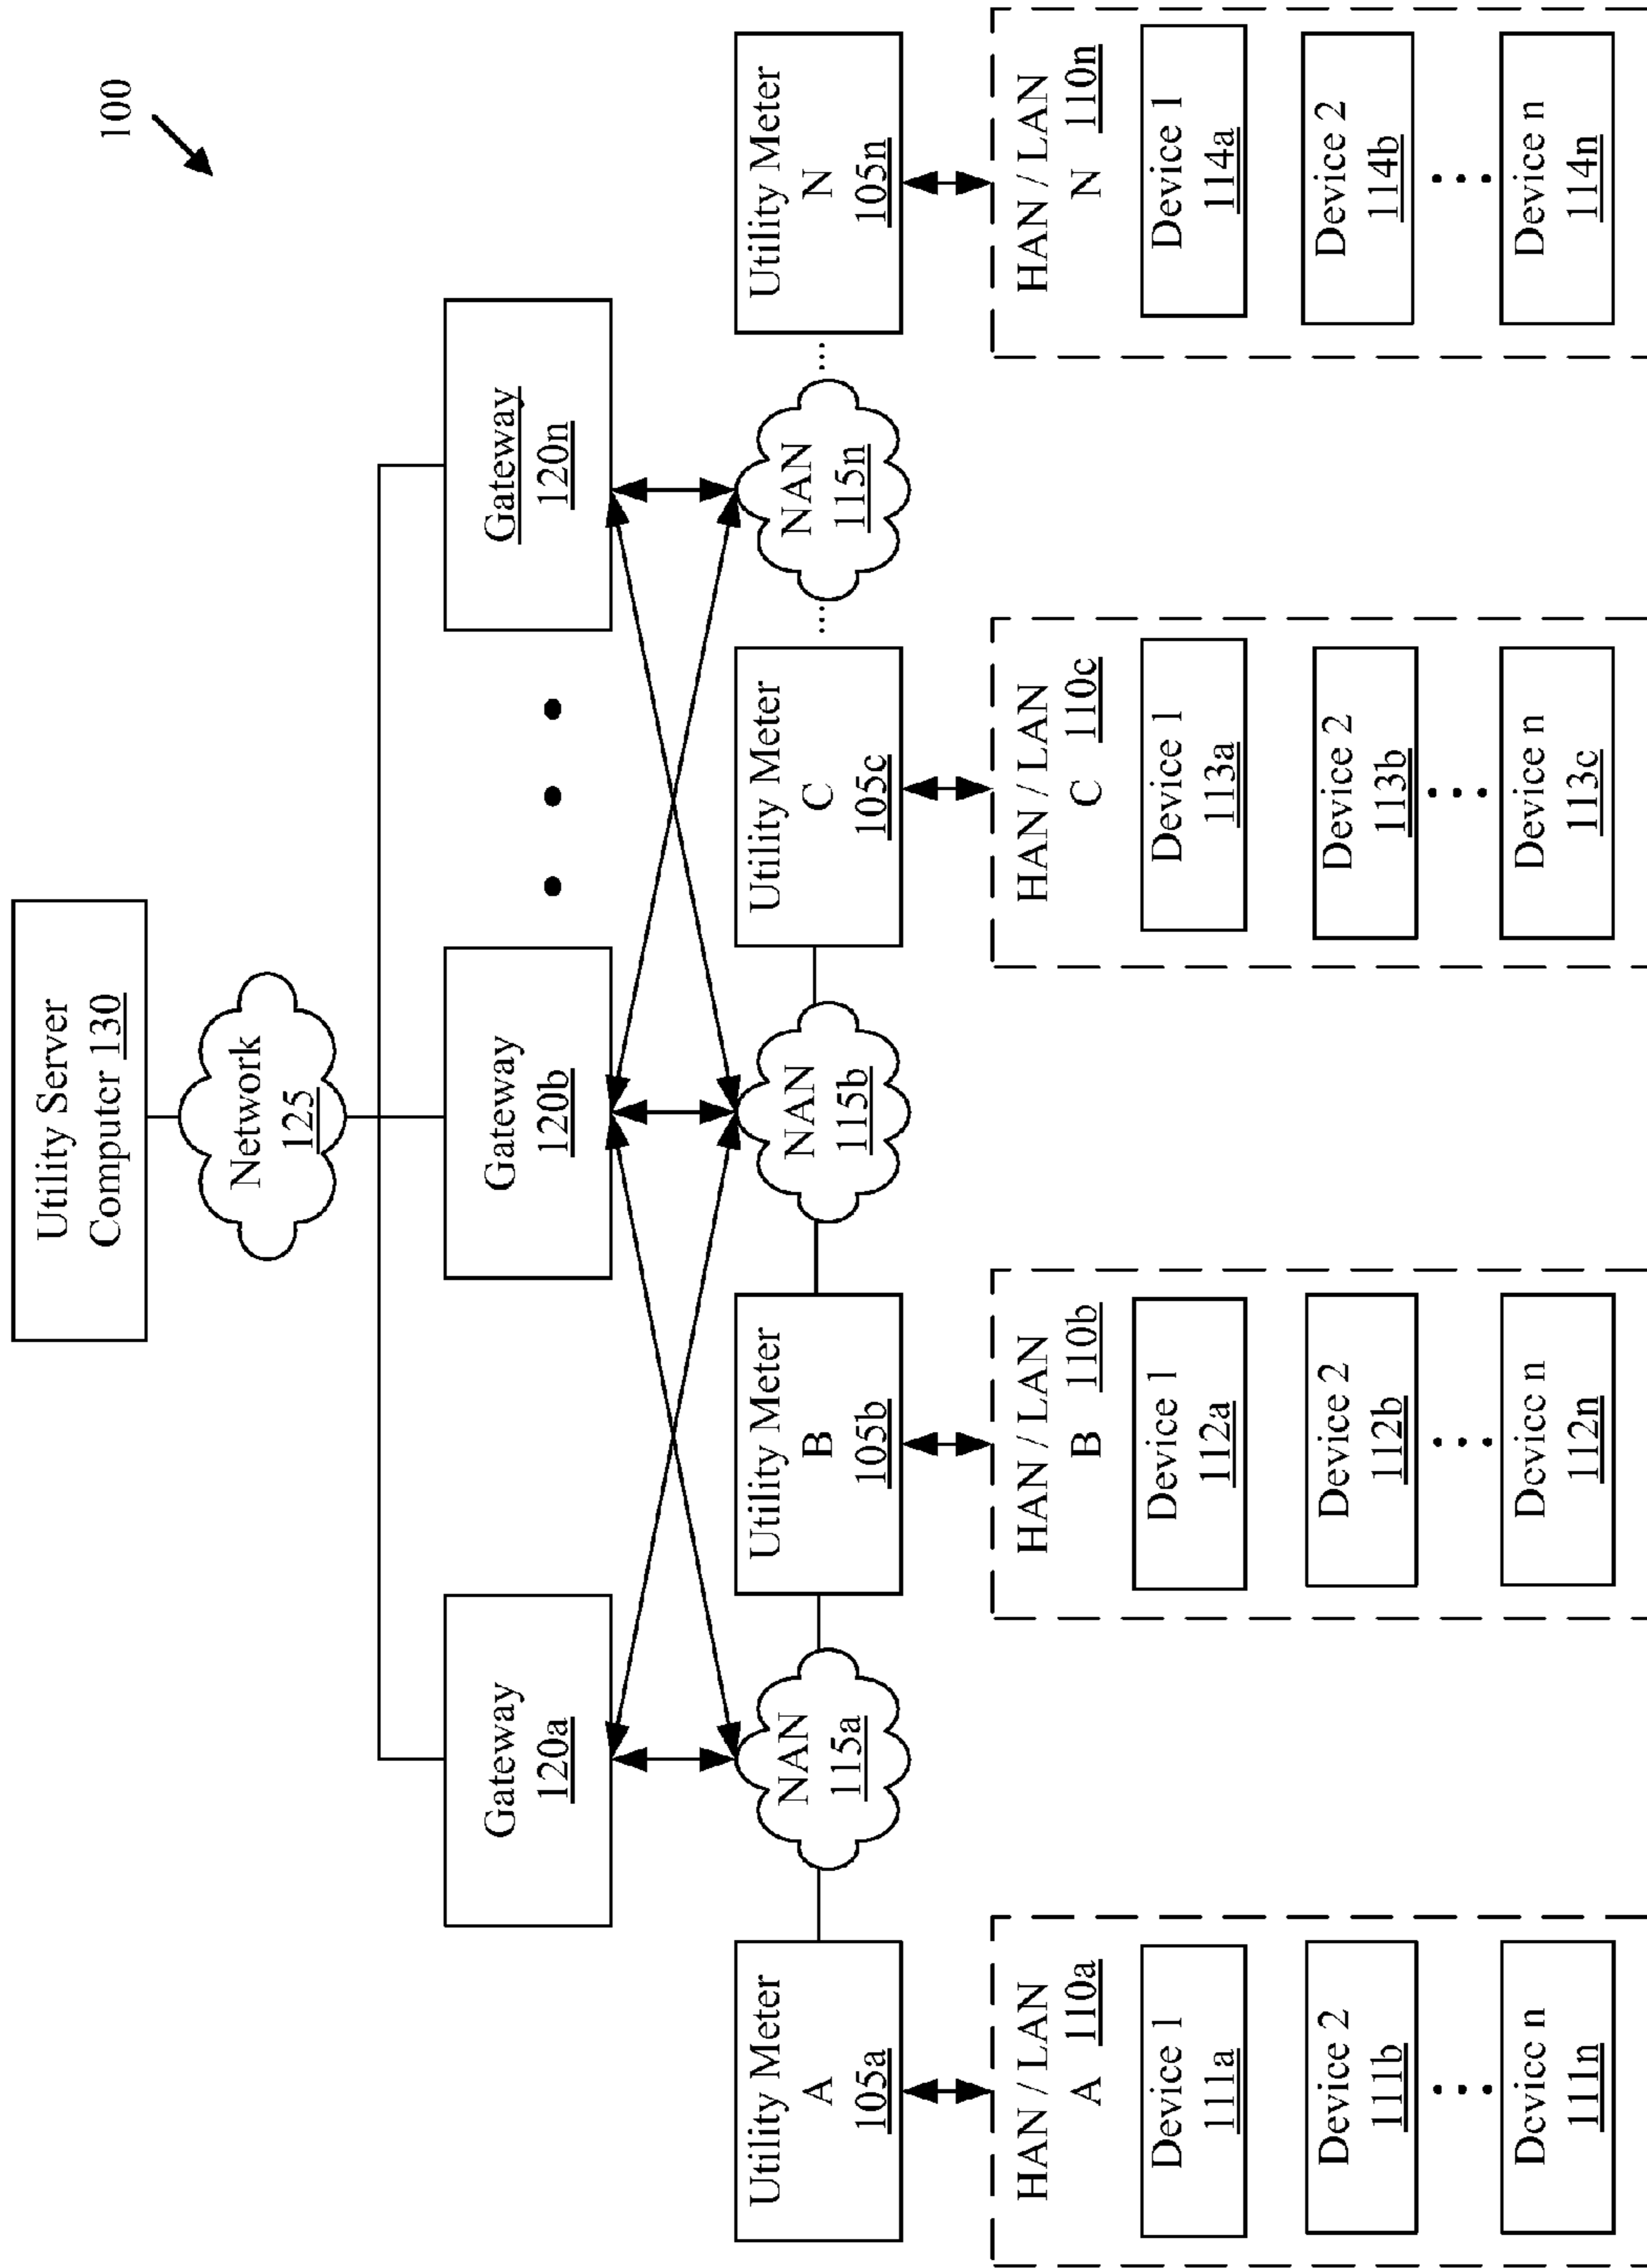 100
Utility Server
Computer 130
Network
125
Gateway
120a
Gateway
120b
Gateway
120n
NAN
115a
NAN
115b
NAN
115n
Utility Meter
A
105a
Utility Meter
B
105b
Utility Meter
C
105c
Utility Meter
N
105n
HAN / LAN
A 110a
Device 1
111a
Device 2
111b
Device n
111n
HAN / LAN
B 110b
Device 1
112a
Device 2
112b
Device n
112n
HAN / LAN
C 110c
Device 1
113a
Device 2
113b
Device n
113c
HAN / LAN
N 110n
Device 1
114a
Device 2
114b
Device n
114n